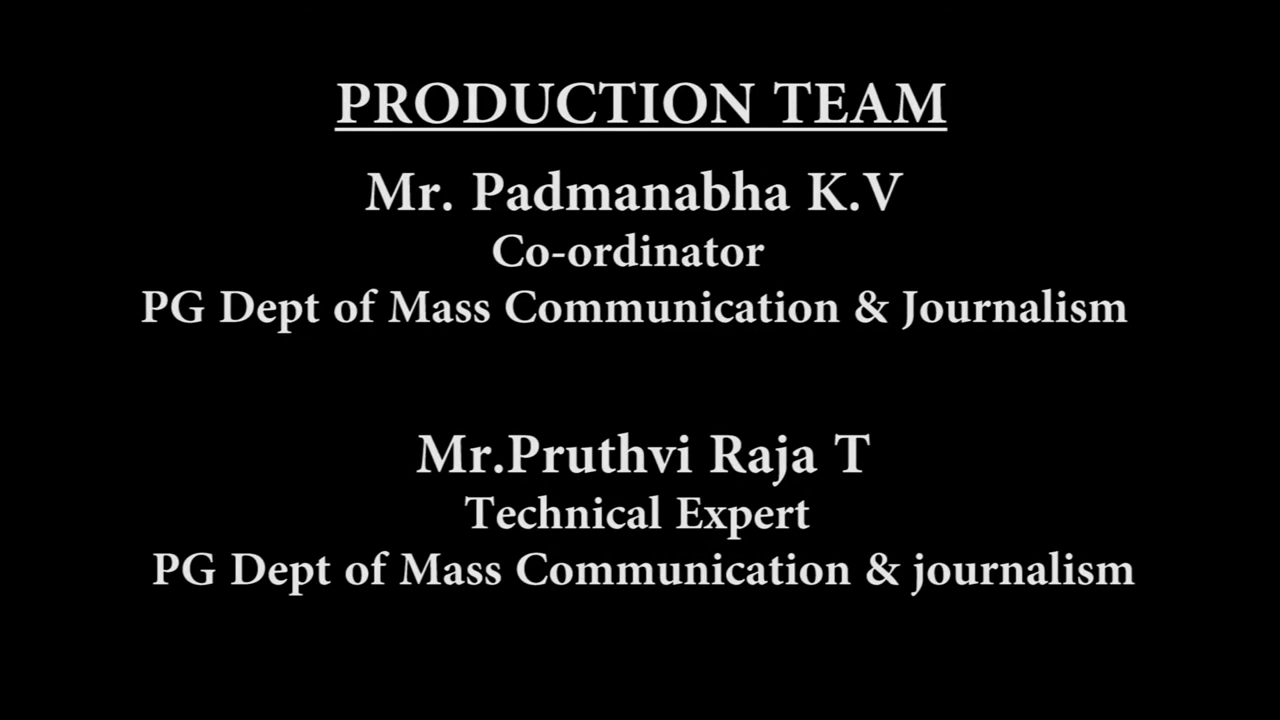 PRODUCTION TEAM
Mr. Padmanabha K.V
Co-ordinator
PG Dept of Mass Communication & Journalism
Mr.Pruthvi Raja T
Technical Expert
PG Dept of Mass Communication & journalism